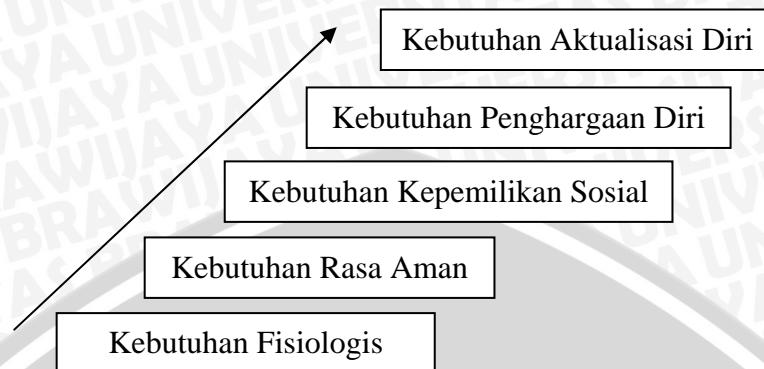 Kebutuhan Aktualisasi Diri
Kebutuhan Penghargaan Diri
Kebutuhan Kepemilikan Sosial
Kebutuhan Rasa Aman
Kebutuhan Fisiologis